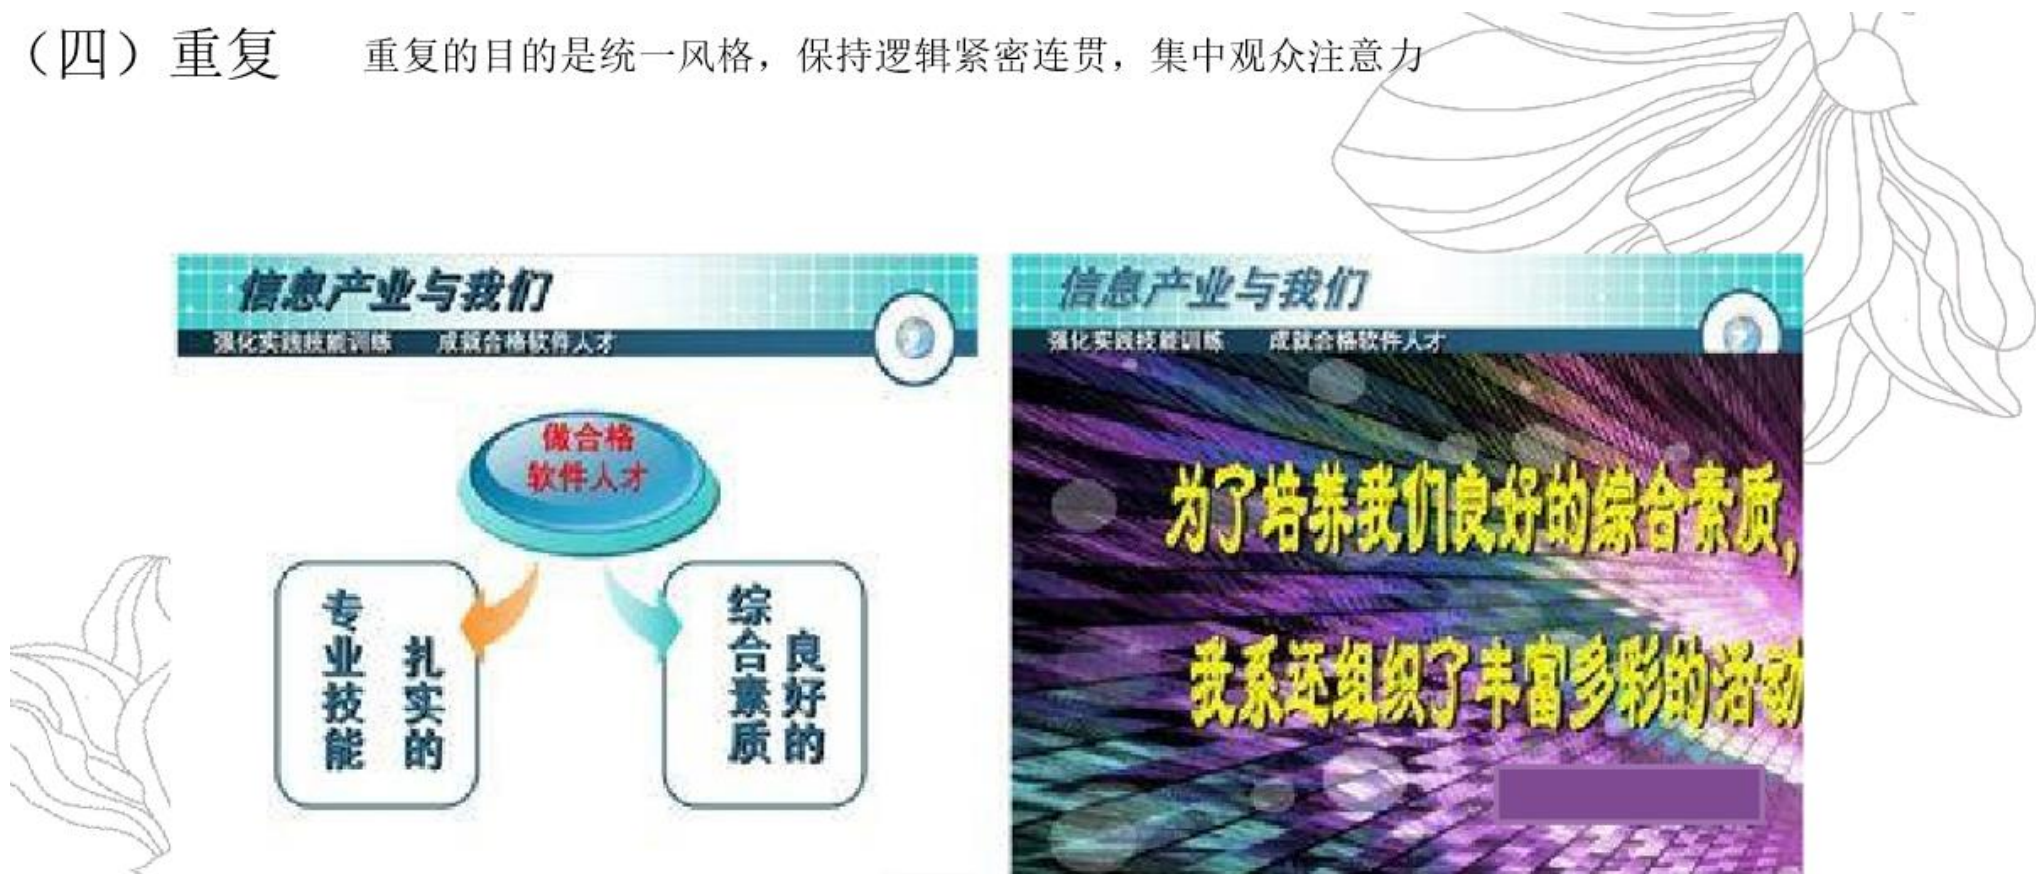 （四）重复
重复的目的是统一风格，保持逻辑紧密连贯，集中观众注意力
信息产业与我们
强化实践技能训练 成就合格软件人才
做合格
软件人才
扎实的
专业技能
良好的
综合素质
信息产业与我们
强化实践技能训练 成就合格软件人才
为了培养我们良好的综合素质，
我系还组织了丰富多彩的活动